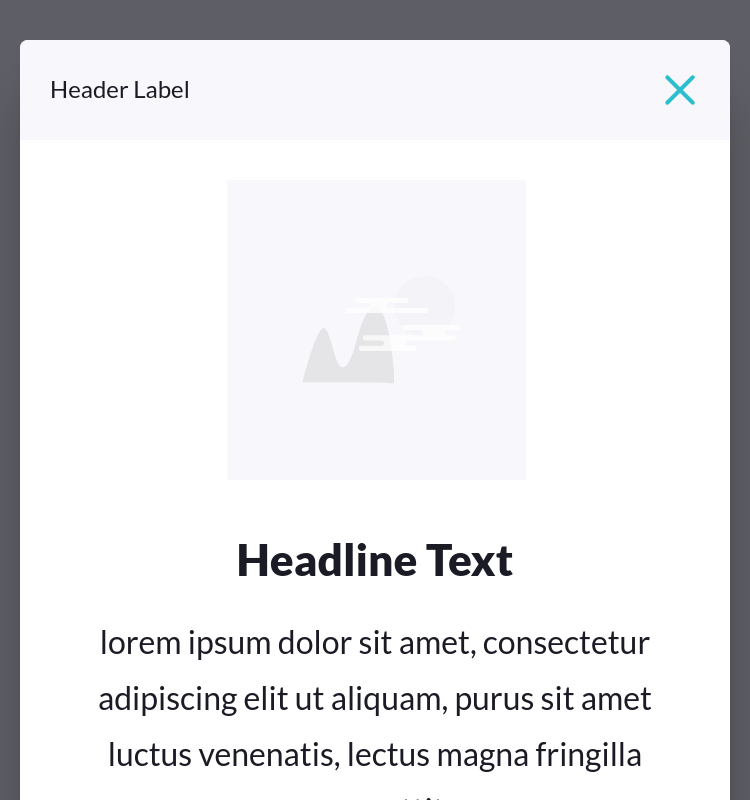 Header Label
Headline Text
lorem ipsum dolor sit amet, consectetur
adipiscing elit ut aliquam, purus sit amet
luctus venenatis, lectus magna fringilla